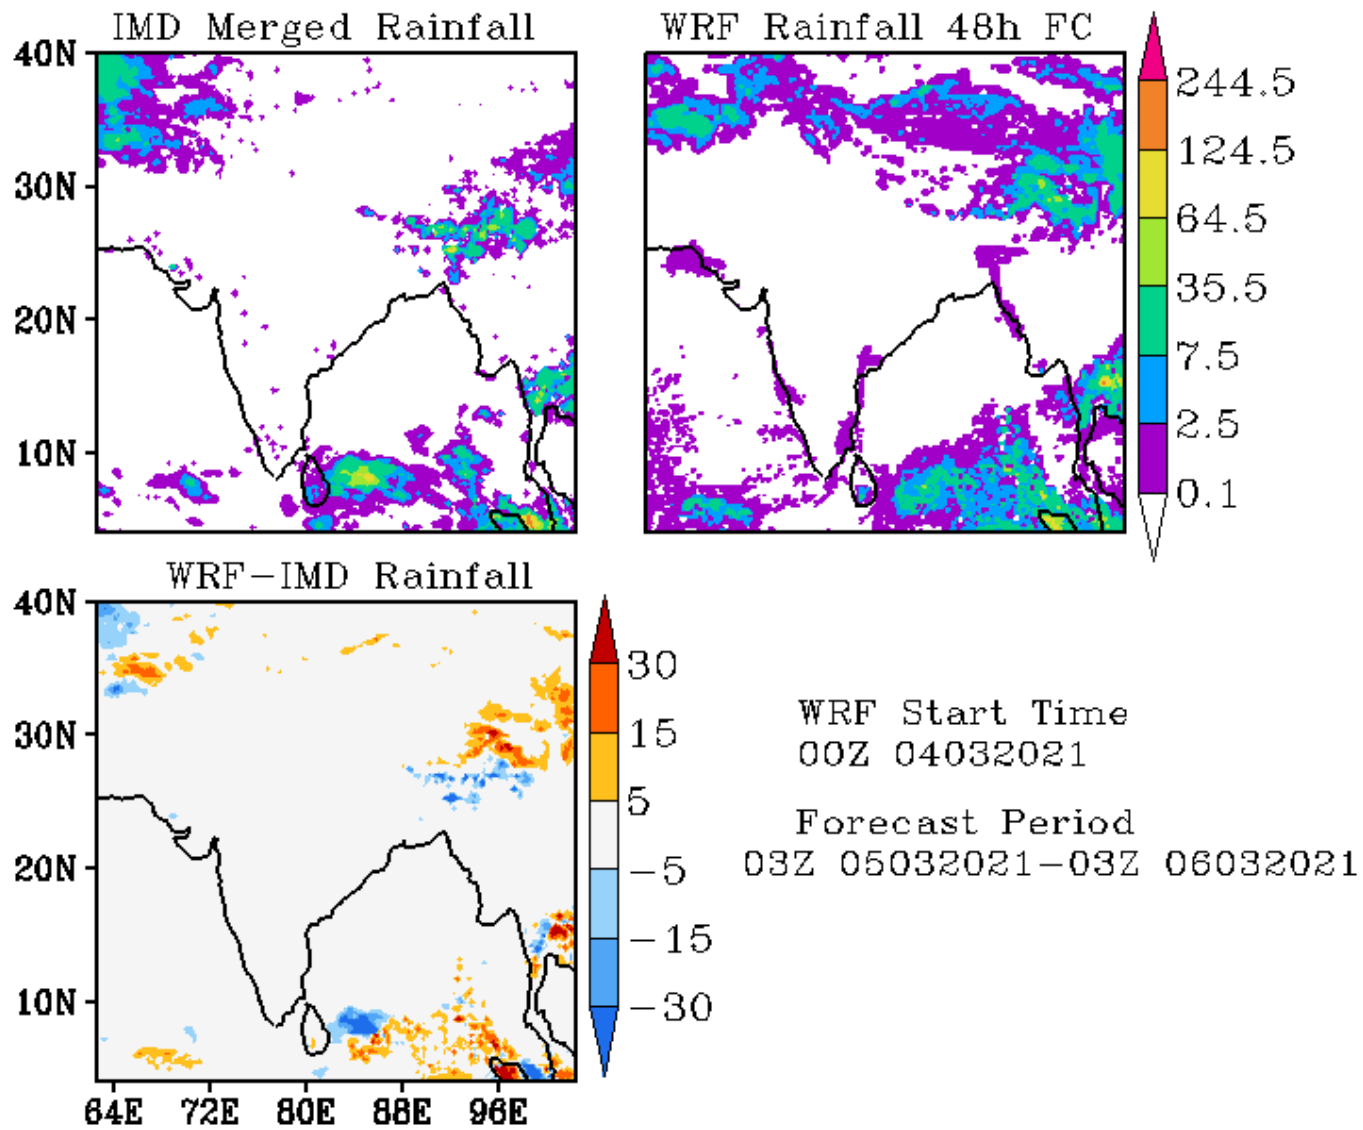 IMD Merged Rainfall
WRF Rainfall 48h FC
40N
30N
20N
10N
244.5
124.5
64.5
35.5
7.5
2.5
0.1
WRF-IMD Rainfall
40N
30N
20N
10N
64E 72E 80E 88E 96E
30
15
5
-5
-15
-30
WRF Start Time
00Z 04032021
Forecast Period
03Z 05032021-03Z 06032021